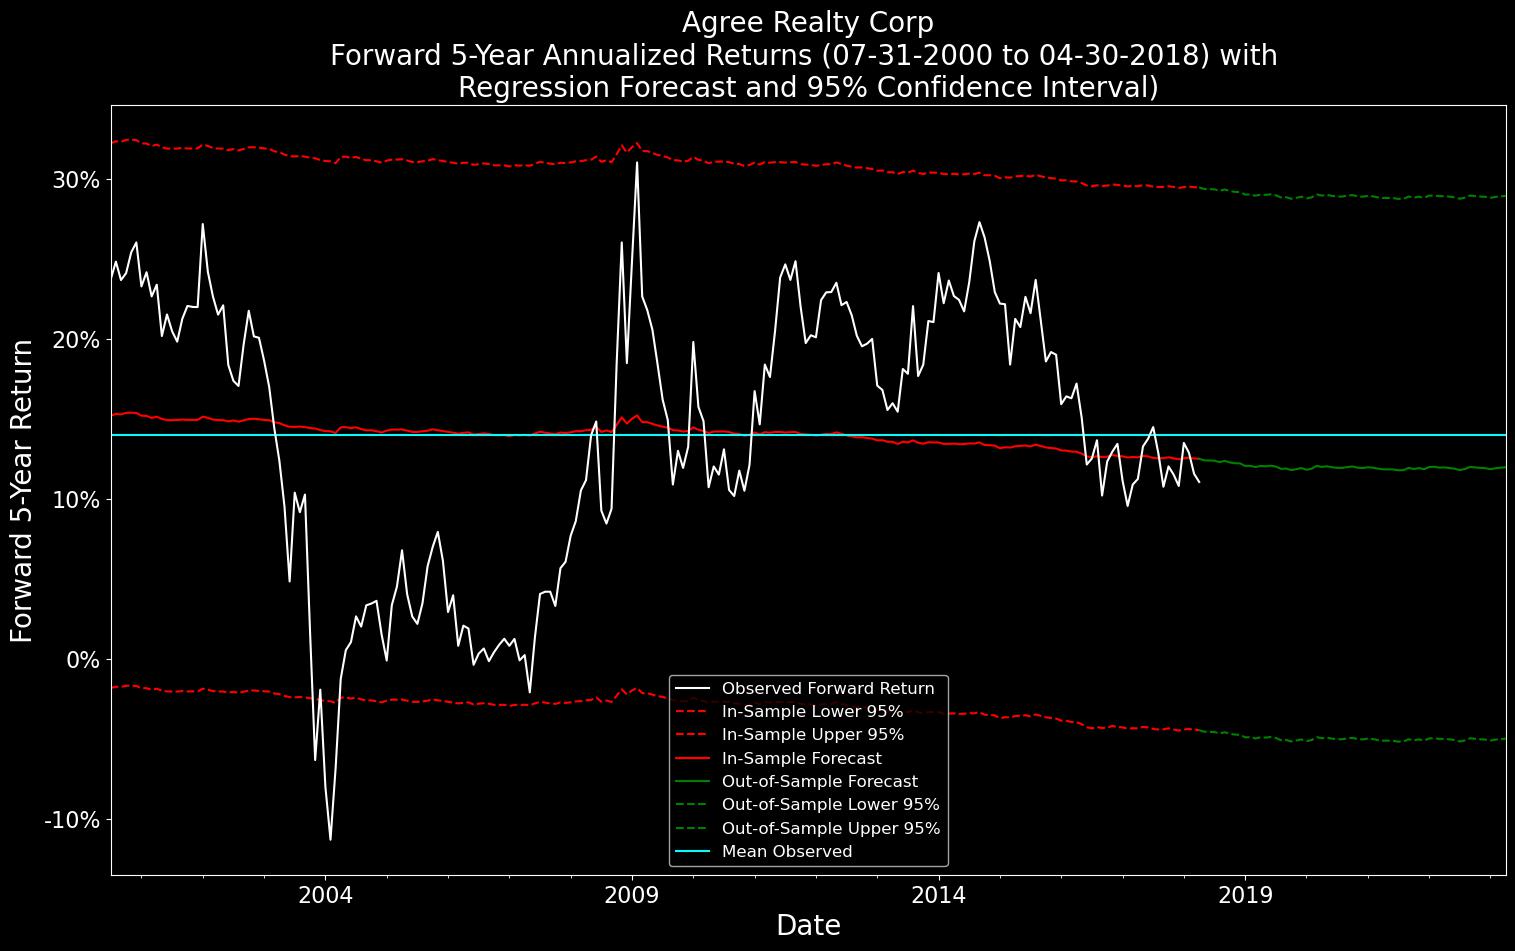 Agree Realty Corp
Forward 5-Year Annualized Returns (07-31-2000 to 04-30-2018) with
Regression Forecast and 95% Confidence Interval)
Forward 5-Year Return
30%
20%
10%
0%
-10%
Observed Forward Return
In-Sample Lower 95%
In-Sample Upper 95%
In-Sample Forecast
Out-of-Sample Forecast
Out-of-Sample Lower 95%
Out-of-Sample Upper 95%
Mean Observed
2004 2009 2014 2019
Date